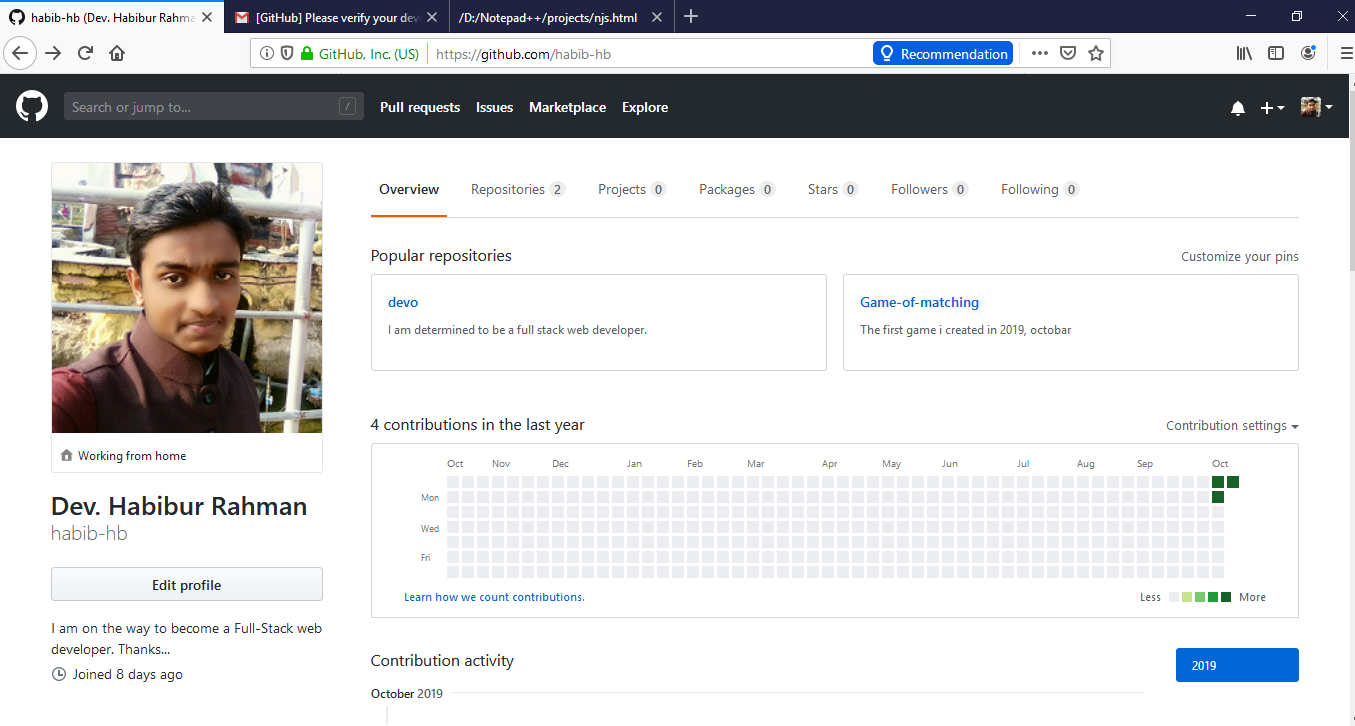 habib-hb (Dev. Habibur Rahma
[GitHub] Please verify your dev
/D:/Notepad++/projects/njs.html
GitHub, Inc. (US)
https://github.com/habib-hb
Recommendation
Search or jump to...
/
Pull requests
Issues
Marketplace
Explore
Overview
Repositories 2
Projects 0
Packages 0
Stars 0
Followers 0
Following 0
Popular repositories
Customize your pins
devo
I am determined to be a full stack web developer.
Game-of-matching
The first game i created in 2019, octobar
Working from home
Dev. Habibur Rahman
habib-hb
Edit profile
I am on the way to become a Full-Stack web
developer. Thanks...
Joined 8 days ago
4 contributions in the last year
Contribution settings
Oct Nov Dec Jan Feb Mar Apr May Jun Jul Aug Sep Oct
Mon
Wed
Fri
Learn how we count contributions.
Less
More
Contribution activity
2019
October 2019